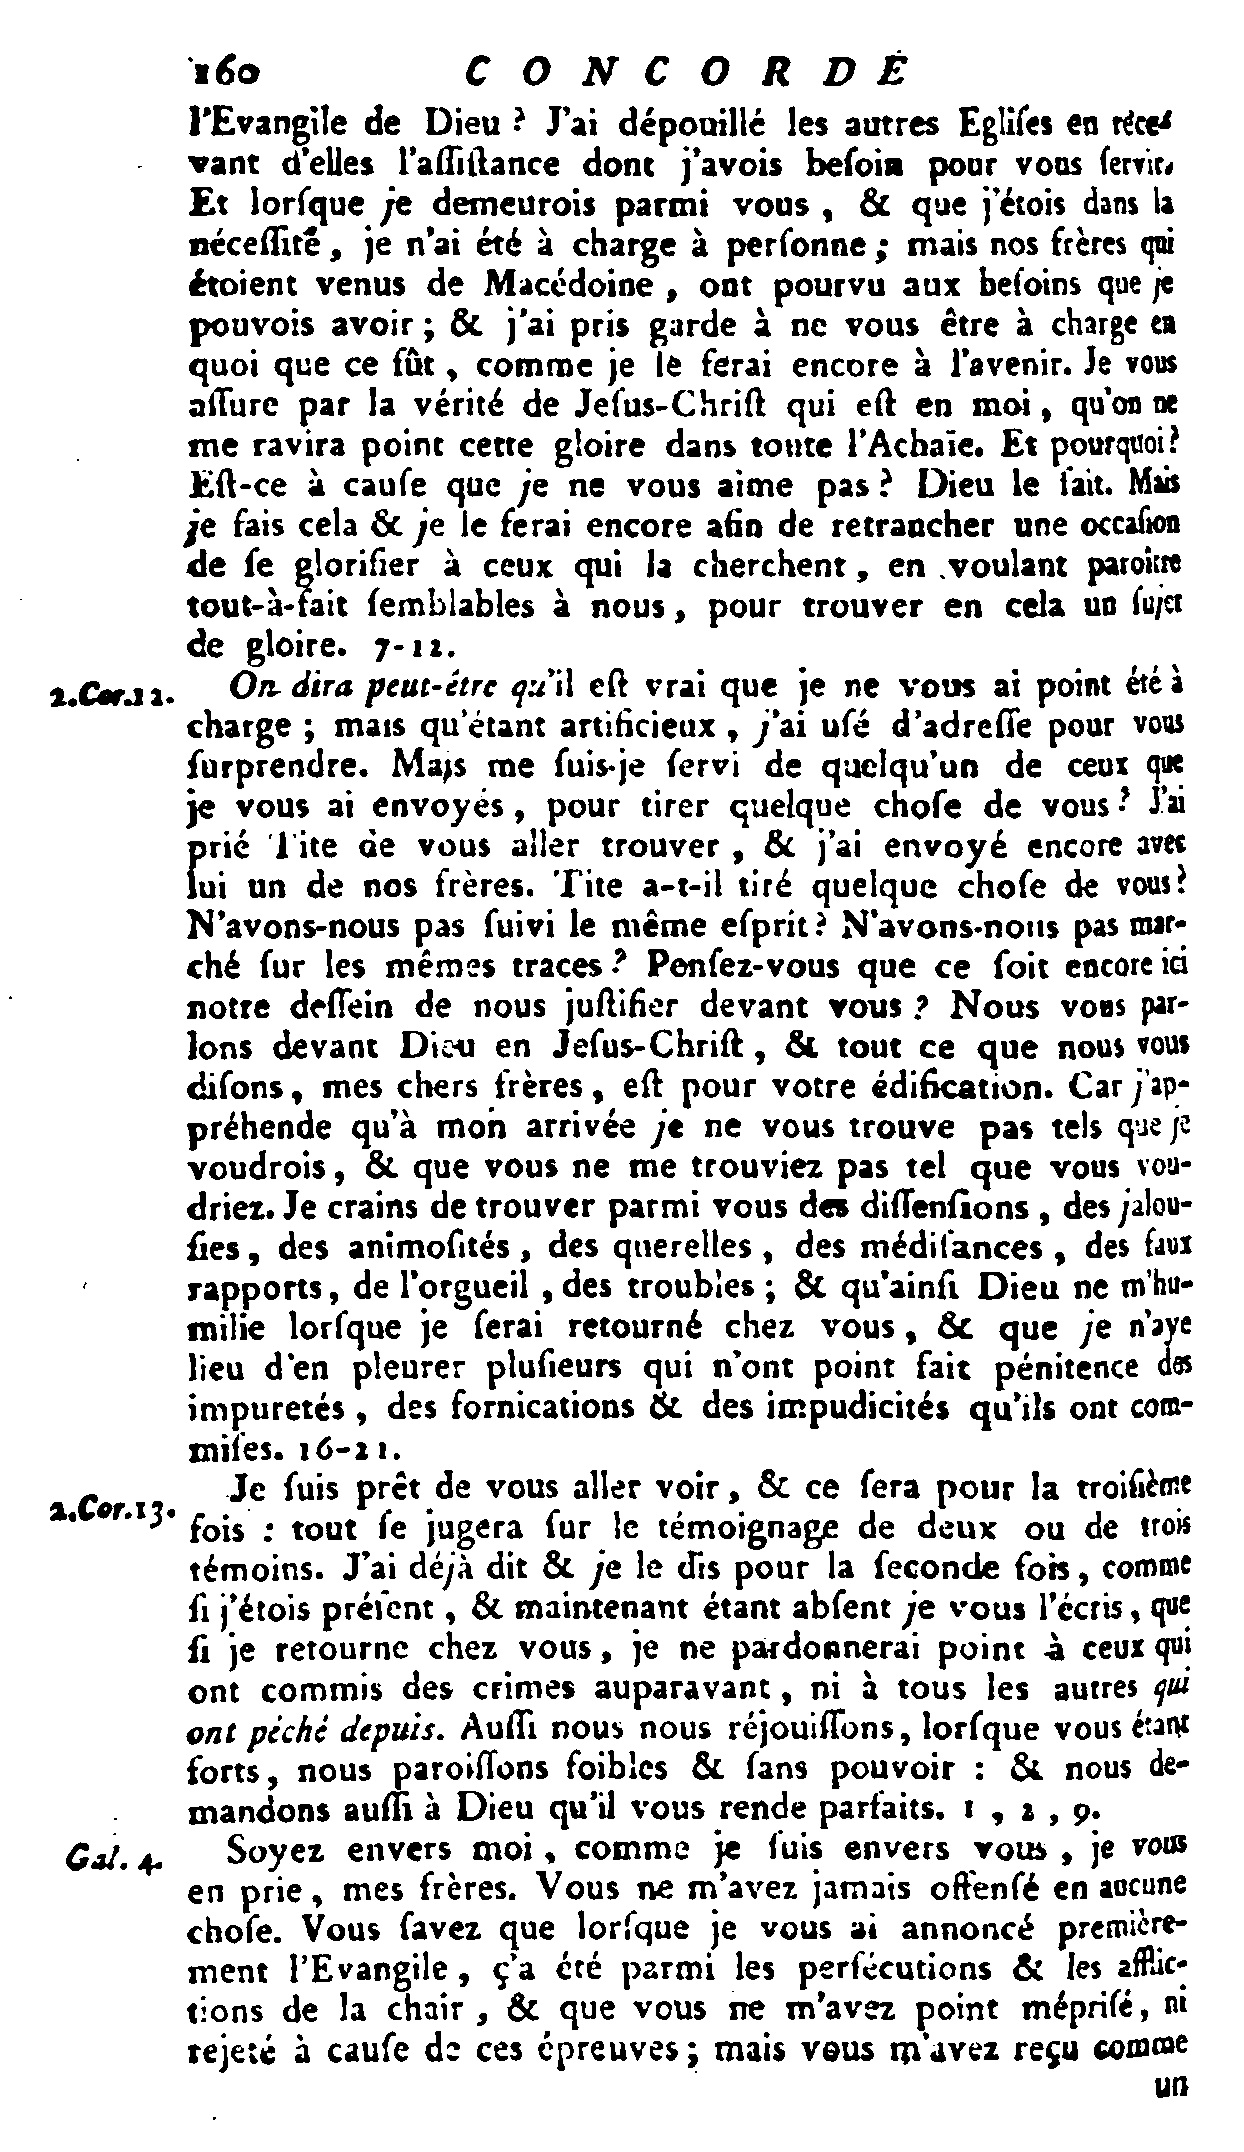 160 CONCORDE
l'Evangile de Dieu ? J'ai dépouillé les autres Egliſes en réce-
vant d'elles l'aſſiſtance dont j'avois beſoin pour vous ſervir.
Et lorſque je demeurois parmi vous , & que j'étois dans la
néceſſité , je n'ai été à charge à perſonne ; mais nos frères qui
étoient venus de Macédoine , ont pourvu aux beſoins que je
pouvois avoir ; & j'ai pris garde à ne vous être à charge en
quoi que ce fût , comme je le ferai encore à l'avenir. Je vous
aſſure par la vérité de Jeſus-Chriſt qui eſt en moi , qu'on ne
me ravira point cette gloire dans toute l'Achaïe. Et pourquoi ?
Eſt-ce à cauſe que je ne vous aime pas ? Dieu le ſait. Mais
je fais cela & je le ferai encore afin de retrancher une occaſion
de ſe glorifier à ceux qui la cherchent , en voulant paroître
tout-à-fait ſemblables à nous , pour trouver en cela un ſujet
de gloire. 7-12.
2.Cor.12. On dira peut-être qu'il eſt vrai que je ne vous ai point été à
charge ; mais qu'étant artificieux , j'ai uſé d'adreſſe pour vous
ſurprendre. Mais me ſuis-je ſervi de quelqu'un de ceux que
je vous ai envoyés , pour tirer quelque choſe de vous ? J'ai
prié Tite de vous aller trouver , & j'ai envoyé encore avec
lui un de nos frères. Tite a-t-il tiré quelque choſe de vous ?
N'avons-nous pas ſuivi le même eſprit ? N'avons-nous pas mar-
ché ſur les mêmes traces ? Penſez-vous que ce ſoit encore ici
notre deſſein de nous juſtifier devant vous ? Nous vous par-
lons devant Dieu en Jeſus-Chriſt , & tout ce que nous vous
diſons , mes chers frères , eſt pour votre édification. Car j'ap-
préhende qu'à mon arrivée je ne vous trouve pas tels que je
voudrois , & que vous ne me trouviez pas tel que vous vou-
driez. Je crains de trouver parmi vous des diſſenſions , des jalou-
ſies , des animoſités , des querelles , des médiſances , des faux
rapports , de l'orgueil , des troubles ; & qu'ainſi Dieu ne m'hu-
milie lorſque je ſerai retourné chez vous , & que je n'aye
lieu d'en pleurer pluſieurs qui n'ont point fait pénitence des
impuretés , des fornications & des impudicités qu'ils ont com-
miſes. 16-21.
2.Cor.13. Je ſuis prêt de vous aller voir , & ce ſera pour la troiſième
fois : tout ſe jugera ſur le témoignage de deux ou de trois
témoins. J'ai déjà dit & je le dis pour la ſeconde fois , comme
ſi j'étois préſent , & maintenant étant abſent je vous l'écris , que
ſi je retourne chez vous , je ne pardonnerai point à ceux qui
ont commis des crimes auparavant , ni à tous les autres qui
ont péché depuis. Auſſi nous nous réjouiſſons , lorſque vous étant
forts , nous paroiſſons foibles & ſans pouvoir : & nous de-
mandons auſſi à Dieu qu'il vous rende parfaits. 1 , 2 , 9.
Gal. 4. Soyez envers moi , comme je ſuis envers vous , je vous
en prie , mes frères. Vous ne m'avez jamais offenſé en aucune
choſe. Vous ſavez que lorſque je vous ai annoncé première-
ment l'Evangile , ç'a été parmi les perſécutions & les afflic-
tions de la chair , & que vous ne m'avez point mépriſé , ni
rejeté à cauſe de ces épreuves ; mais vous m'avez reçu comme
un